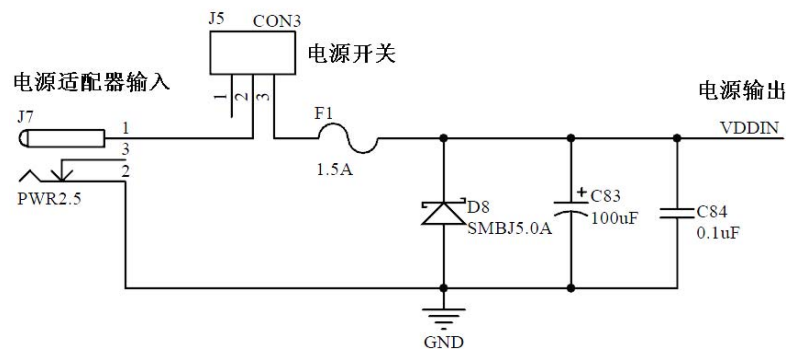 J5 CON3
电源开关
电源适配器输入
电源输出
1
2
3
J7
1
F1
VDDIN
3
2
1.5A
PWR2.5
D8
SMBJ5.0A
C83
100uF
C84
0.1uF
GND